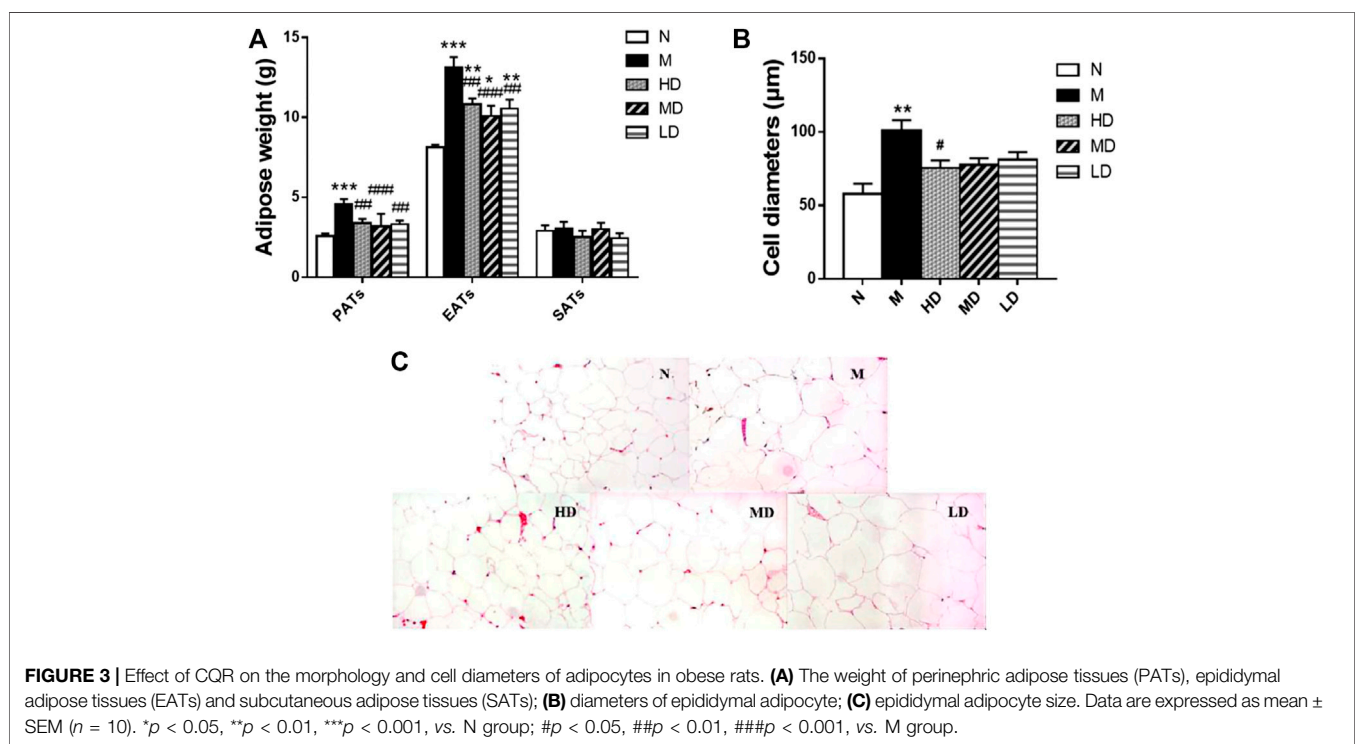 A
Adipose weight (g)
15
10
5
0
***
##
###
##
***
**
##
*
###
**
##
PATs
EATs
SATs
N
M
HD
MD
LD
B
Cell diameters (µm)
150
100
50
0
**
#
N
M
HD
MD
LD
N
M
HD
MD
LD
C
N
M
HD
MD
LD
FIGURE 3 | Effect of CQR on the morphology and cell diameters of adipocytes in obese rats. (A) The weight of perinephric adipose tissues (PATs), epididymal
adipose tissues (EATs) and subcutaneous adipose tissues (SATs); (B) diameters of epididymal adipocyte; (C) epididymal adipocyte size. Data are expressed as mean ±
SEM (n = 10). *p < 0.05, **p < 0.01, ***p < 0.001, vs. N group; #p < 0.05, ##p < 0.01, ###p < 0.001, vs. M group.